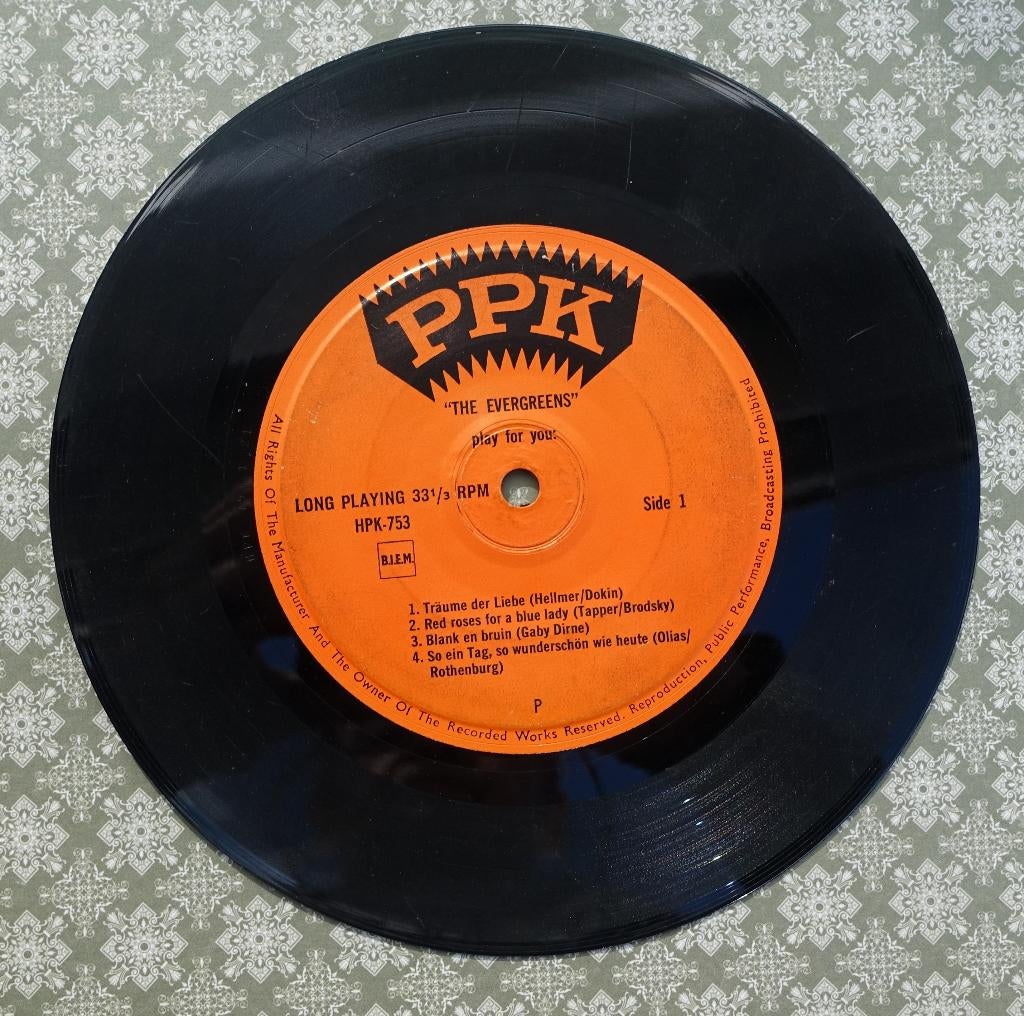 PPK
"THE EVERGREENS"
play for you:
LONG PLAYING 33 1/3 RPM
Side 1
HPK-753
B.I.E.M.
1. Träume der Liebe (Hellmer/Dokin)
2. Red roses for a blue lady (Tapper/Brodsky)
3. Blank en bruin (Gaby Dirne)
4. So ein Tag, so wunderschön wie heute (Olias/
Rothenburg)
P
All Rights Of The Manufacturer And The Owner Of The Recorded Works Reserved. Reproduction, Public Performance, Broadcasting Prohibited